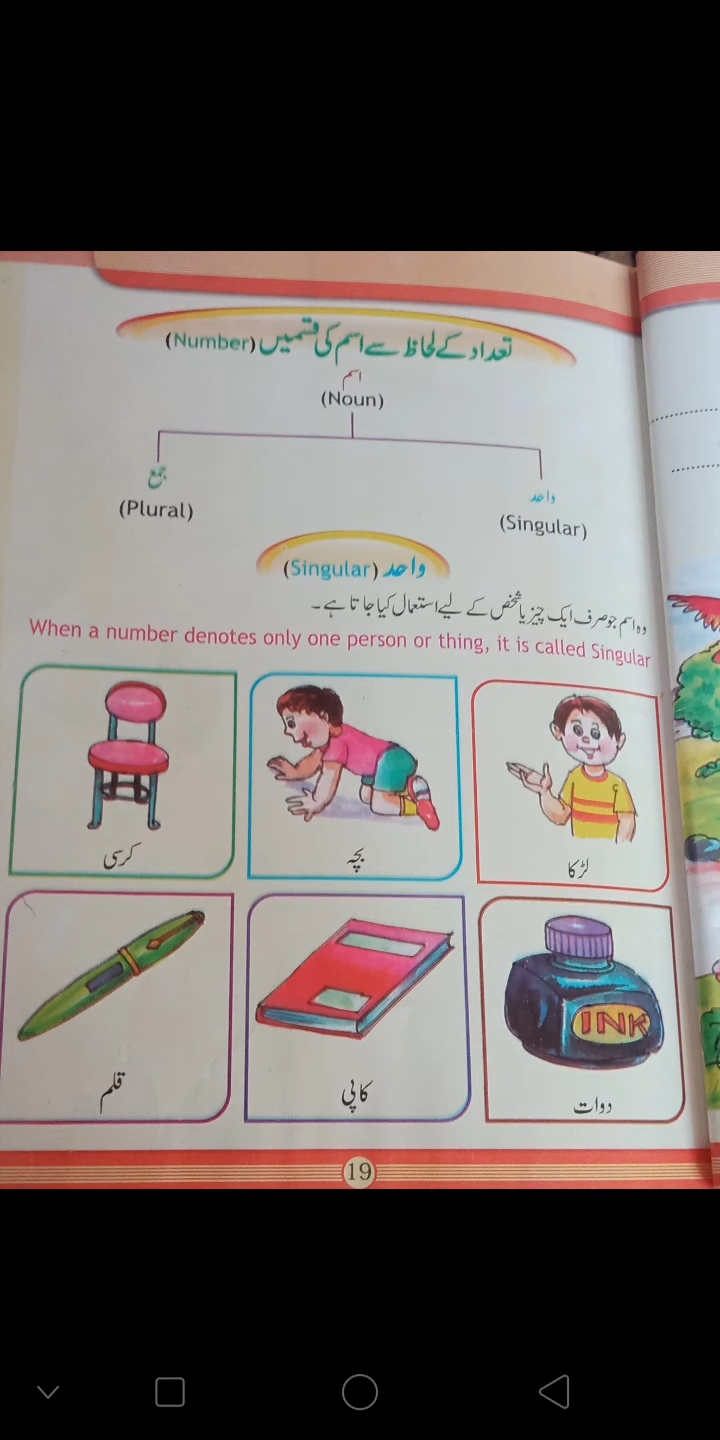 تعداد کے لحاظ سے اسم کی قسمیں (Number)
اسم
(Noun)
واحد
(Singular)
جمع
(Plural)
واحد (Singular)
وہ اسم جو صرف ایک چیز یا شخص کے لیے استعمال کیا جاتا ہے۔
When a number denotes only one person or thing, it is called Singular
لڑکا
بچہ
کرسی
INK
دوات
کاپی
قلم
19